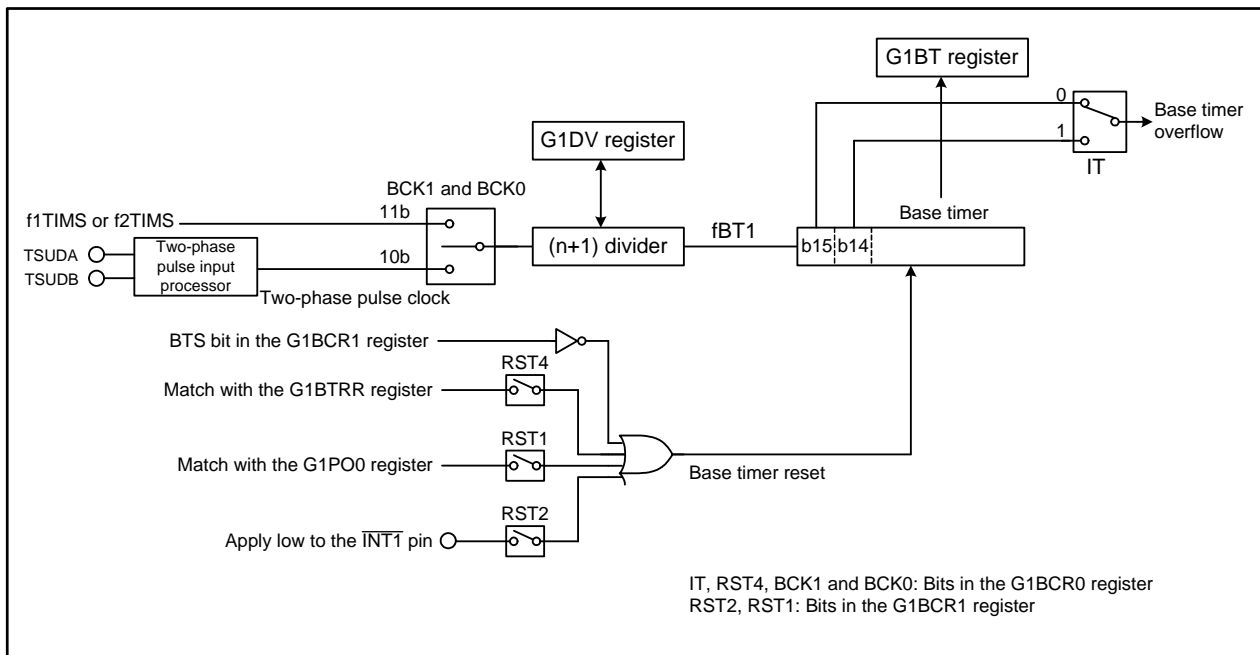 G1BT register
0
Base timer
overflow
1
IT
G1DV register
BCK1 and BCK0
11b
f1TIMS or f2TIMS
Base timer
fBT1
(n+1) divider
b15 b14
TSUDA
TSUDB
Two-phase
pulse input
processor
10b
Two-phase pulse clock
BTS bit in the G1BCR1 register
RST4
Match with the G1BTRR register
RST1
Match with the G1PO0 register
Base timer reset
RST2
Apply low to the INT1 pin
IT, RST4, BCK1 and BCK0: Bits in the G1BCR0 register
RST2, RST1: Bits in the G1BCR1 register